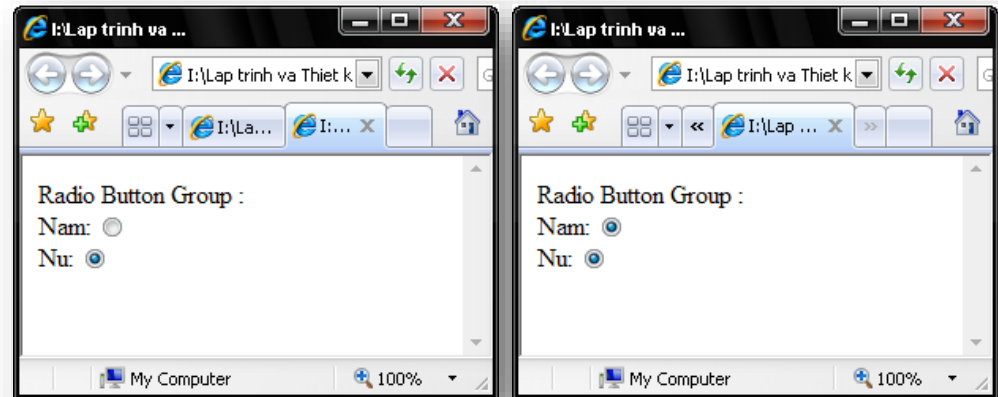 I:\Lap trinh va ...
I:\Lap trinh va Thiet k
G
I:\La...
I:...
Radio Button Group :
Nam:
Nu:
My Computer
100%
I:\Lap trinh va ...
I:\Lap trinh va Thiet k
G
I:\Lap ...
Radio Button Group :
Nam:
Nu:
My Computer
100%